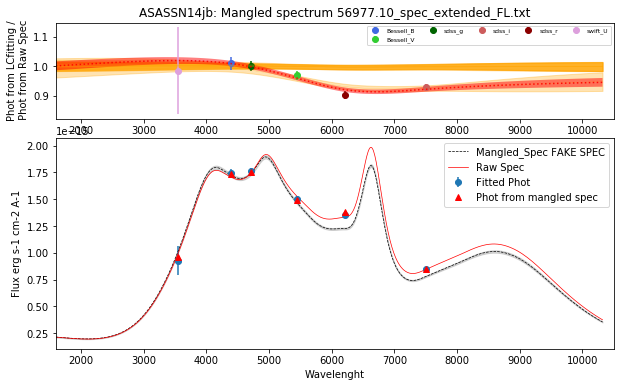 ASASSN14jb: Mangled spectrum 56977.10_spec_extended_FL.txt
Phot from LCfitting /
Phot from Raw Spec
1.1
1.0
0.9
Bessell_B
Bessell_V
sdss_g
sdss_i
sdss_r
swift_U
2000 3000 4000 5000 6000 7000 8000 9000 10000
Flux erg s-1 cm-2 A-1
2.00
1.75
1.50
1.25
1.00
0.75
0.50
0.25
Mangled_Spec FAKE SPEC
Raw Spec
Fitted Phot
Phot from mangled spec
2000 3000 4000 5000 6000 7000 8000 9000 10000
Wavelenght